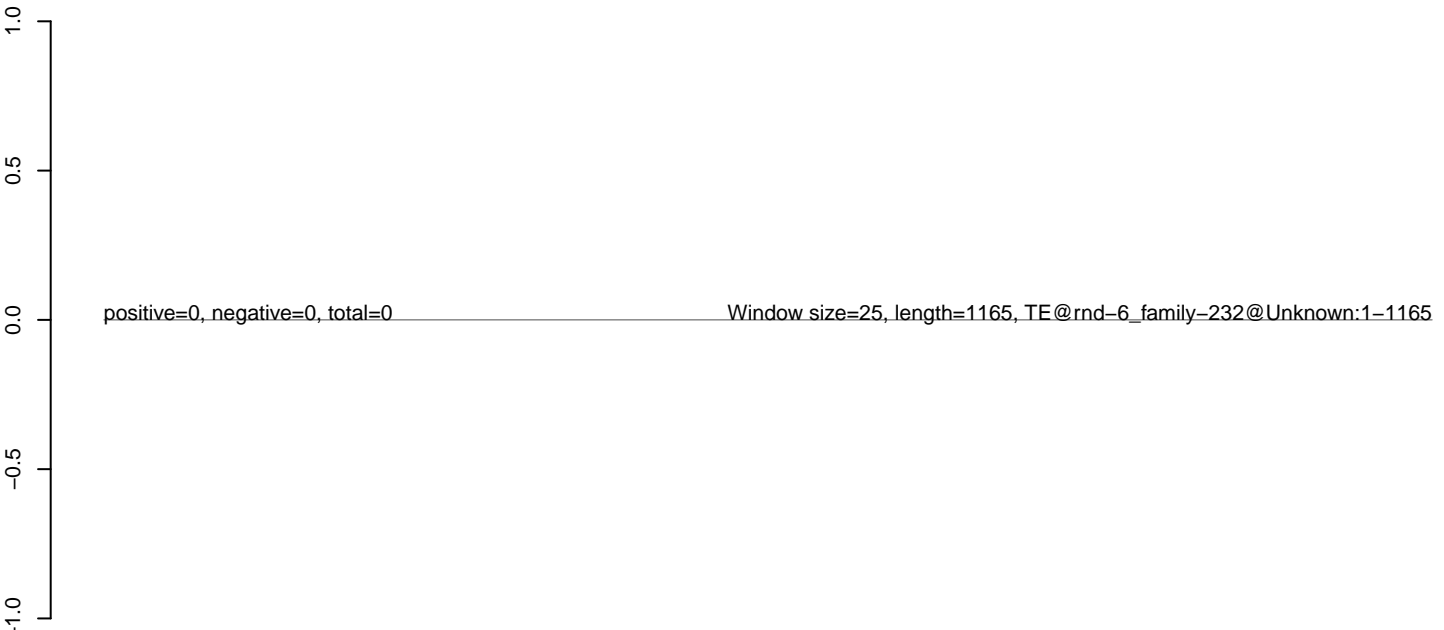 1.0
0.5
0.0
positive=0, negative=0, total=0
Window size=25, length=1165, TE@rnd−6_family−232@Unknown:1−1165
−0.5
−1.0